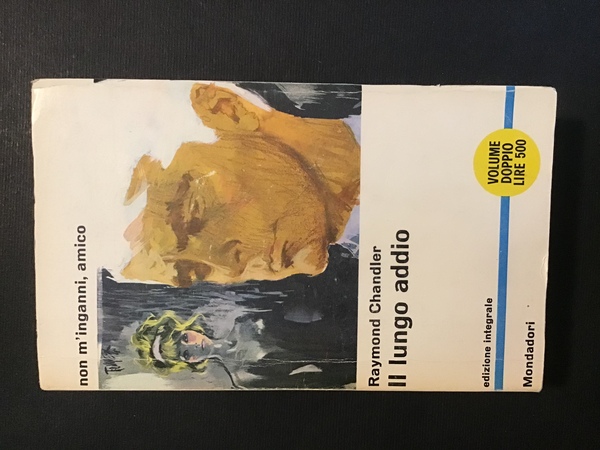 non m'inganni, amico
Raymond Chandler
Il lungo addio
VOLUME
DOPPIO
LIRE 500
edizione integrale
Mondadori